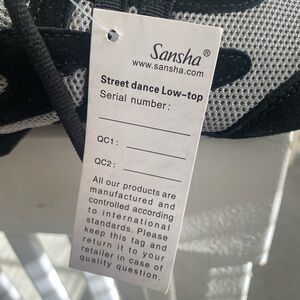 Sansha®
www.sansha.com
Street dance Low-top
Serial number:
QC1:
QC2:
All our products are
manufactured and
controlled according
to international
standards. Please
keep this tag and
return it to your
retailer in case of
quality question.